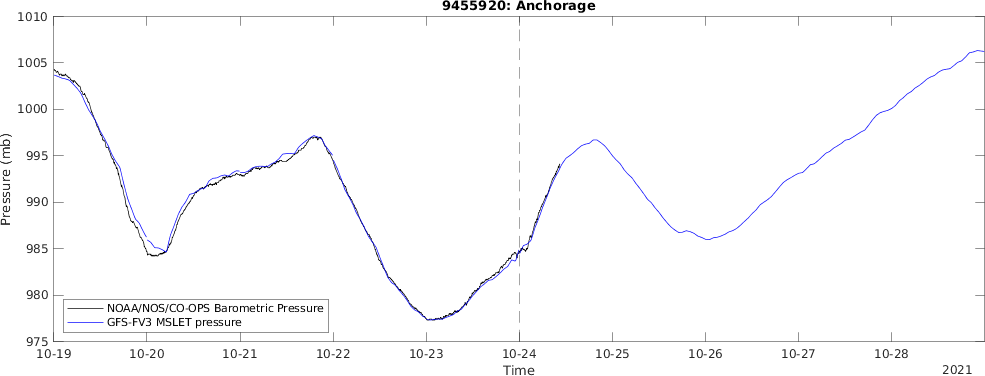 9455920: Anchorage
1010
1005
1000
995
990
985
980
975
Pressure (mb)
NOAA/NOS/CO-OPS Barometric Pressure
GFS-FV3 MSLET pressure
10-19 10-20 10-21 10-22 10-23 10-24 10-25 10-26 10-27 10-28
Time
2021